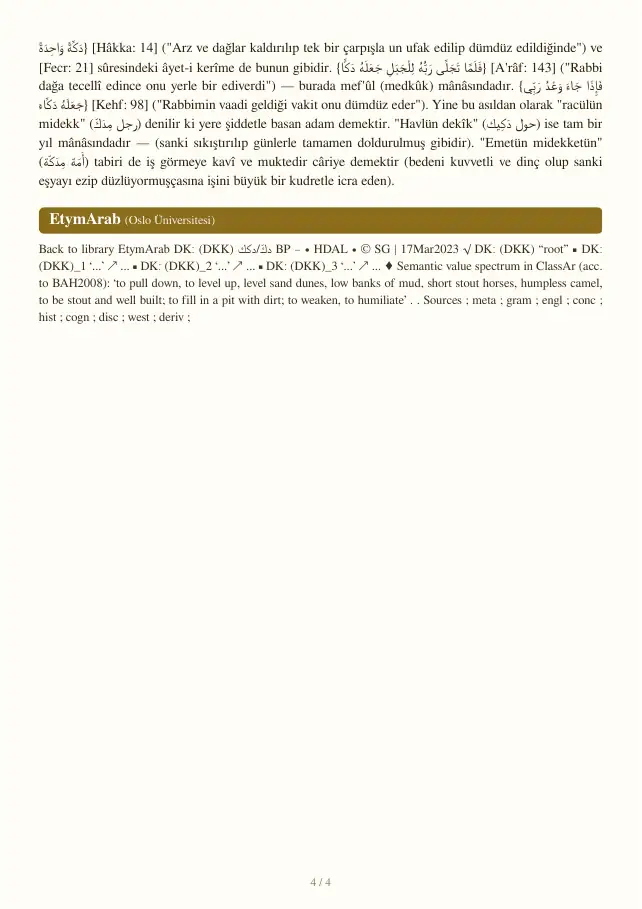 دَكَّةً وَاحِدَةً} [Hâkka: 14] ("Arz ve dağlar kaldırılıp tek bir çarpışla un ufak edilip dümdüz edildiğinde") ve
[Fecr: 21] sûresindeki âyet-i kerîme de bunun gibidir. {فَلَمَّا تَجَلَّى رَبُّهُ لِلْجَبَلِ جَعَلَهُ دَكًّا} [A'râf: 143] ("Rabbi
dağa tecellî edince onu yerle bir ediverdi") — burada mef'ûl (medkûk) mânâsındadır. {فَإِذَا جَاءَ وَعْدُ رَبِّي
جَعَلَهُ دَكَّاء} [Kehf: 98] ("Rabbimin vaadi geldiği vakit onu dümdüz eder"). Yine bu asıldan olarak "racülün
midekk" (رجل مِدَكّ) denilir ki yere şiddetle basan adam demektir. "Havlün dekîk" (حول دَكِيك) ise tam bir
yıl mânâsındadır — (sanki sıkıştırılıp günlerle tamamen doldurulmuş gibidir). "Emetün midekketün"
(أمَة مِدَكّة) tabiri de iş görmeye kavî ve muktedir câriye demektir (bedeni kuvvetli ve dinç olup sanki
eşyayı ezip düzlüyormuşçasına işini büyük bir kudretle icra eden).
EtymArab (Oslo Üniversitesi)
Back to library EtymArab DK: (DKK) دكّ/دكك BP – • HDAL • © SG | 17Mar2023 √ DK: (DKK) “root” ▪ DK:
(DKK)_1 ‘...’ ↗ ... ▪ DK: (DKK)_2 ‘...’ ↗ ... ▪ DK: (DKK)_3 ‘...’ ↗ ... ♦ Semantic value spectrum in ClassAr (acc.
to BAH2008): ‘to pull down, to level up, level sand dunes, low banks of mud, short stout horses, humpless camel,
to be stout and well built; to fill in a pit with dirt; to weaken, to humiliate’ . . Sources ; meta ; gram ; engl ; conc ;
hist ; cogn ; disc ; west ; deriv ;
4 / 4